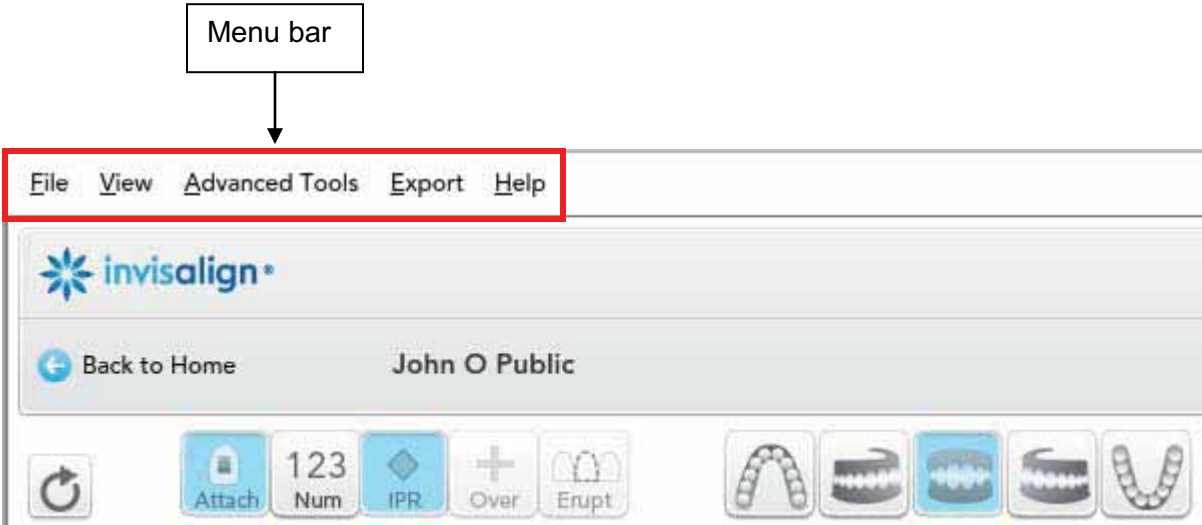 Menu bar
File View Advanced Tools Export Help
invisalign®
Back to Home John O Public
123
Attach Num IPR Over Erupt